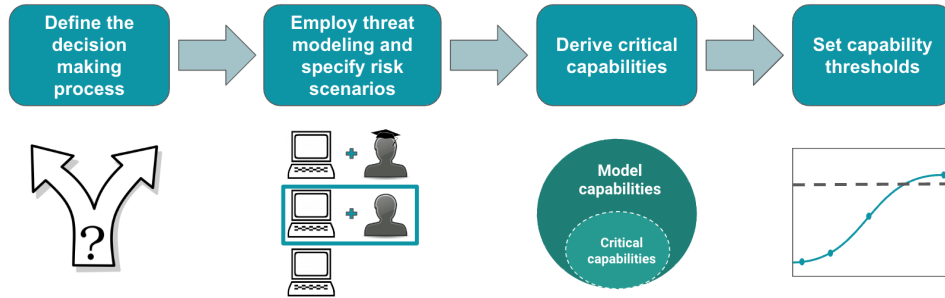 Define the
decision
making
process
Employ threat
modeling and
specify risk
scenarios
Derive critical
capabilities
Set capability
thresholds
?
+
+
Model
capabilities
Critical
capabilities